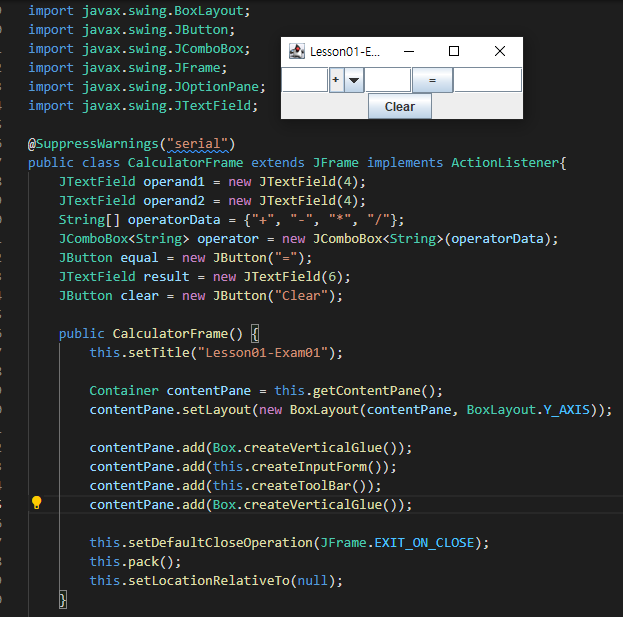 import javax.swing.BoxLayout;
import javax.swing.JButton;
import javax.swing.JComboBox;
import javax.swing.JFrame;
import javax.swing.JOptionPane;
import javax.swing.JTextField;
Lesson01-E...
+
=
Clear
@SuppressWarnings("serial")
public class CalculatorFrame extends JFrame implements ActionListener{
JTextField operand1 = new JTextField(4);
JTextField operand2 = new JTextField(4);
String[] operatorData = {"+", "-", "*", "/"};
JComboBox<String> operator = new JComboBox<String>(operatorData);
JButton equal = new JButton("=");
JTextField result = new JTextField(6);
JButton clear = new JButton("Clear");
public CalculatorFrame() {
this.setTitle("Lesson01-Exam01");
Container contentPane = this.getContentPane();
contentPane.setLayout(new BoxLayout(contentPane, BoxLayout.Y_AXIS));
contentPane.add(Box.createVerticalGlue());
contentPane.add(this.createInputForm());
contentPane.add(this.createToolBar());
contentPane.add(Box.createVerticalGlue());
this.setDefaultCloseOperation(JFrame.EXIT_ON_CLOSE);
this.pack();
this.setLocationRelativeTo(null);
}